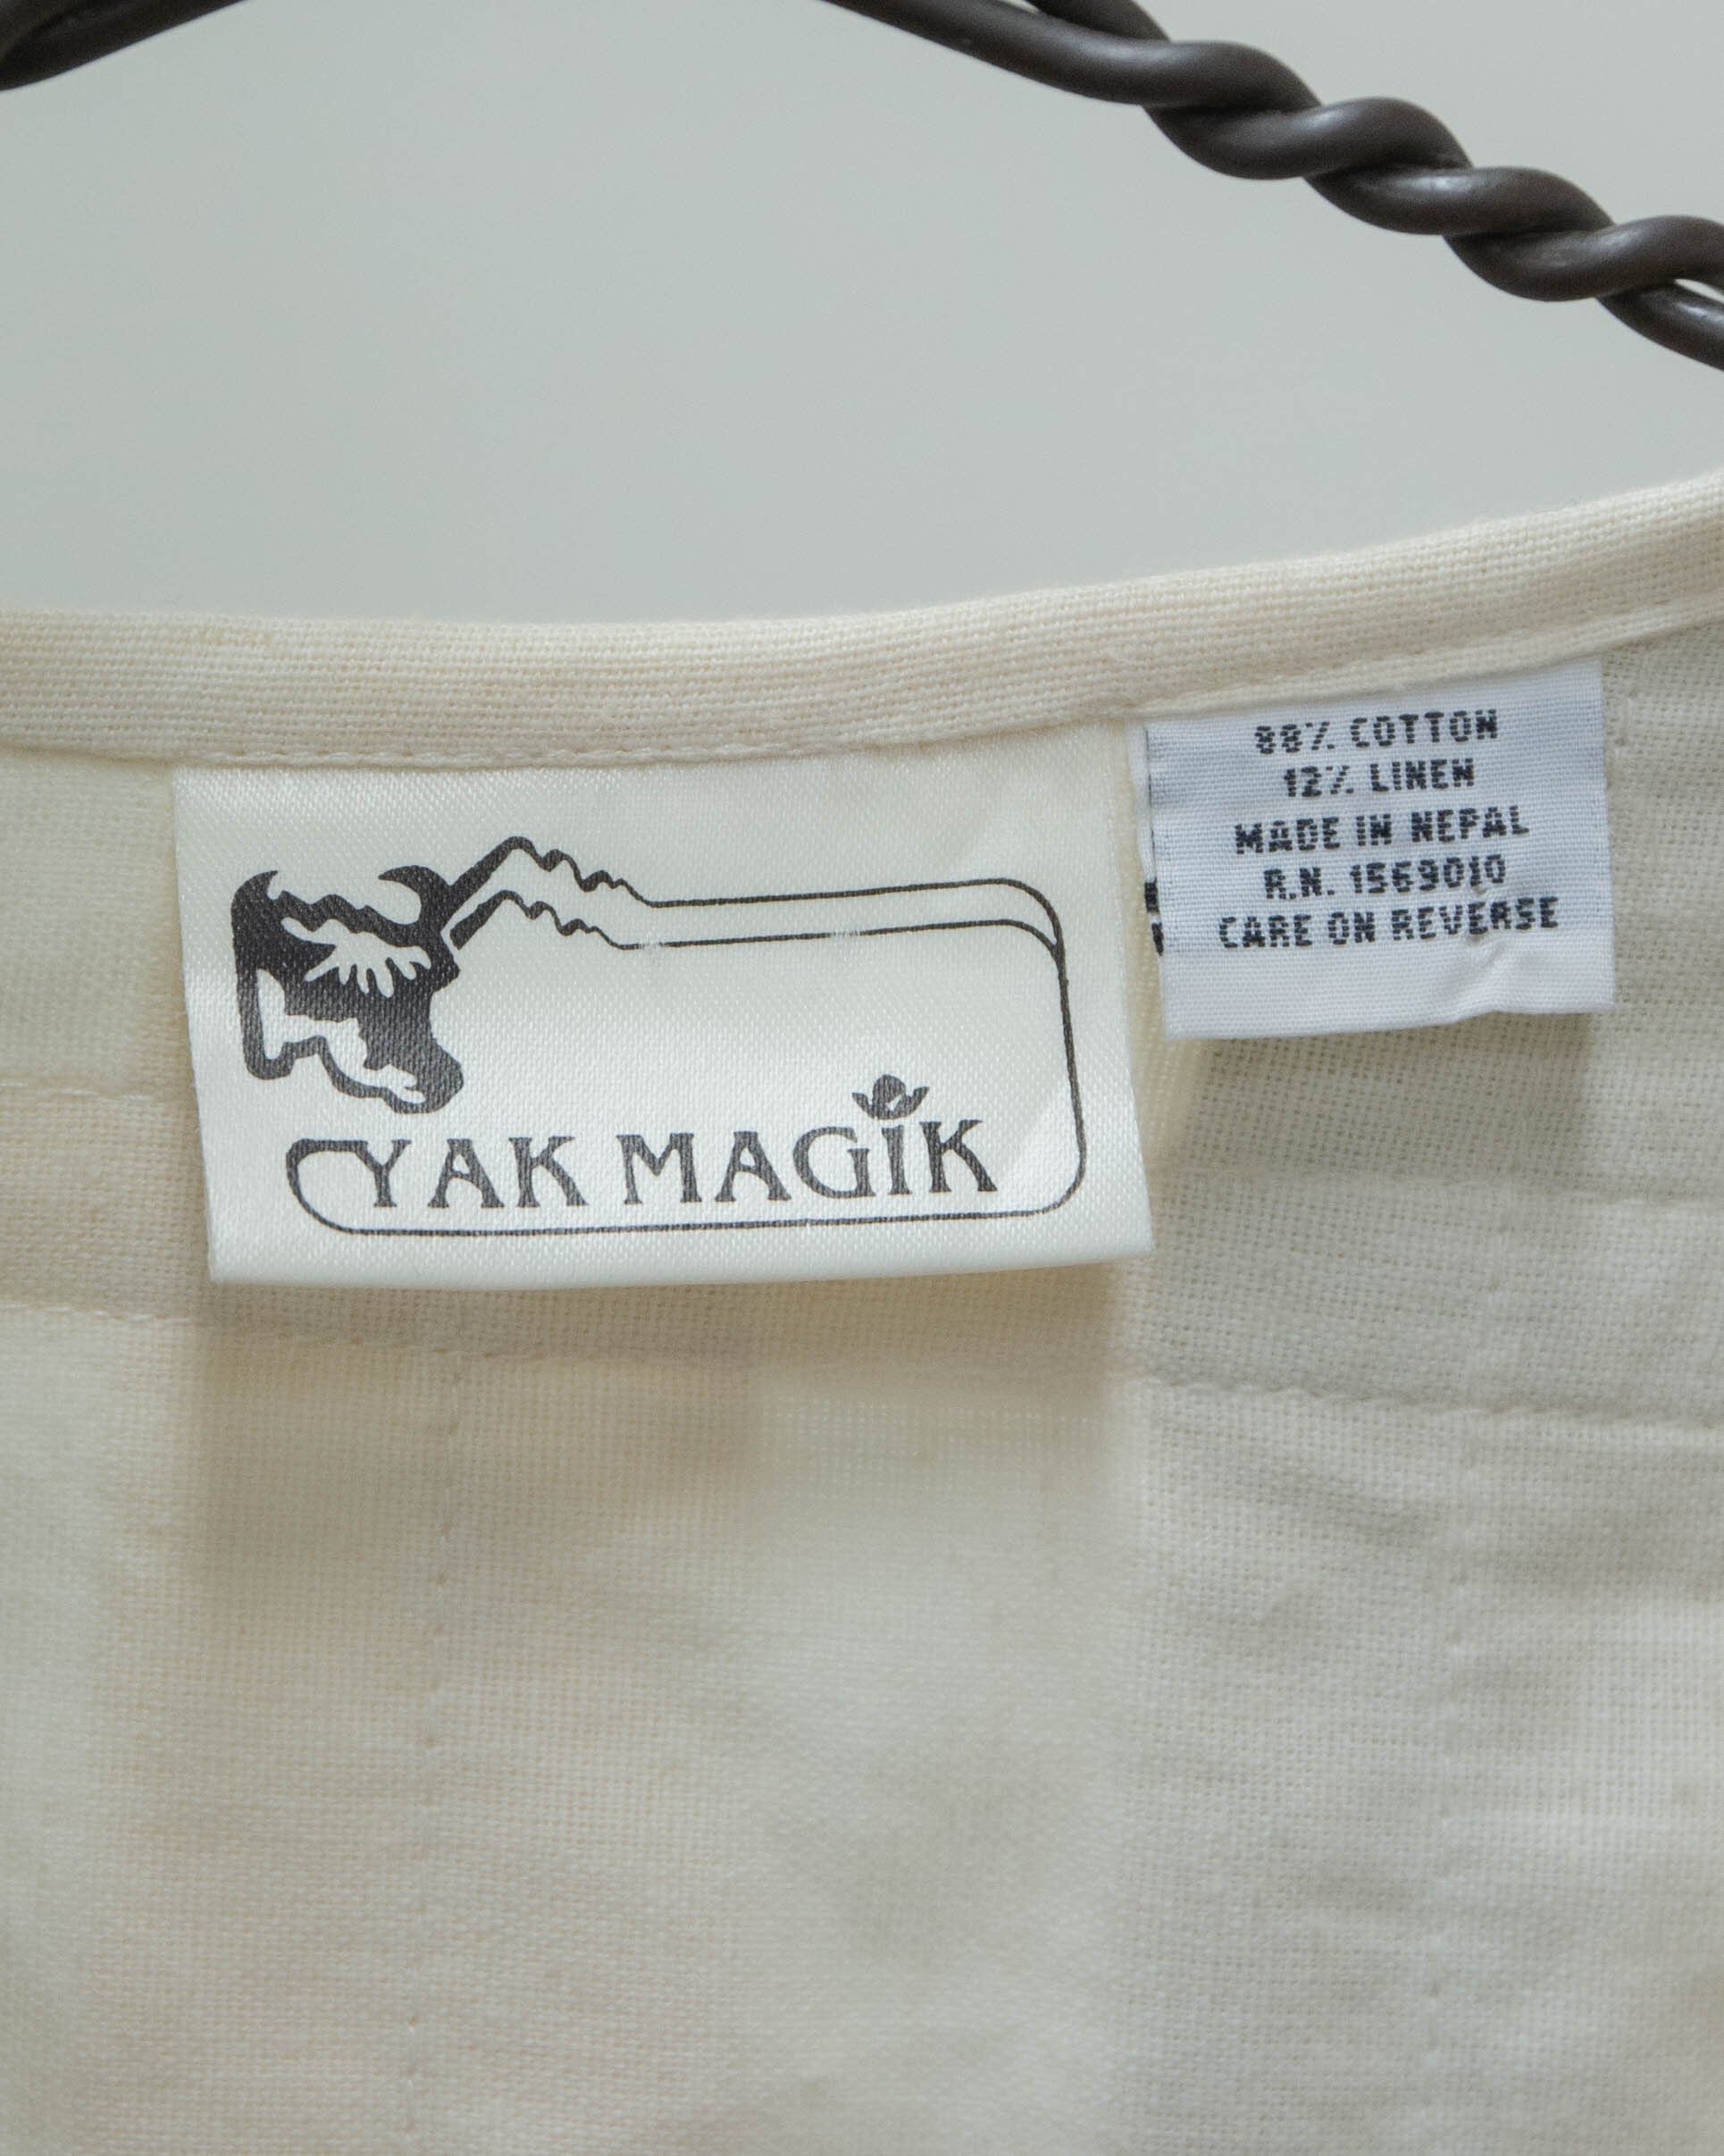 YAK MAGIK
88% COTTON
12% LINEN
MADE IN NEPAL
R.N. 1569010
CARE ON REVERSE